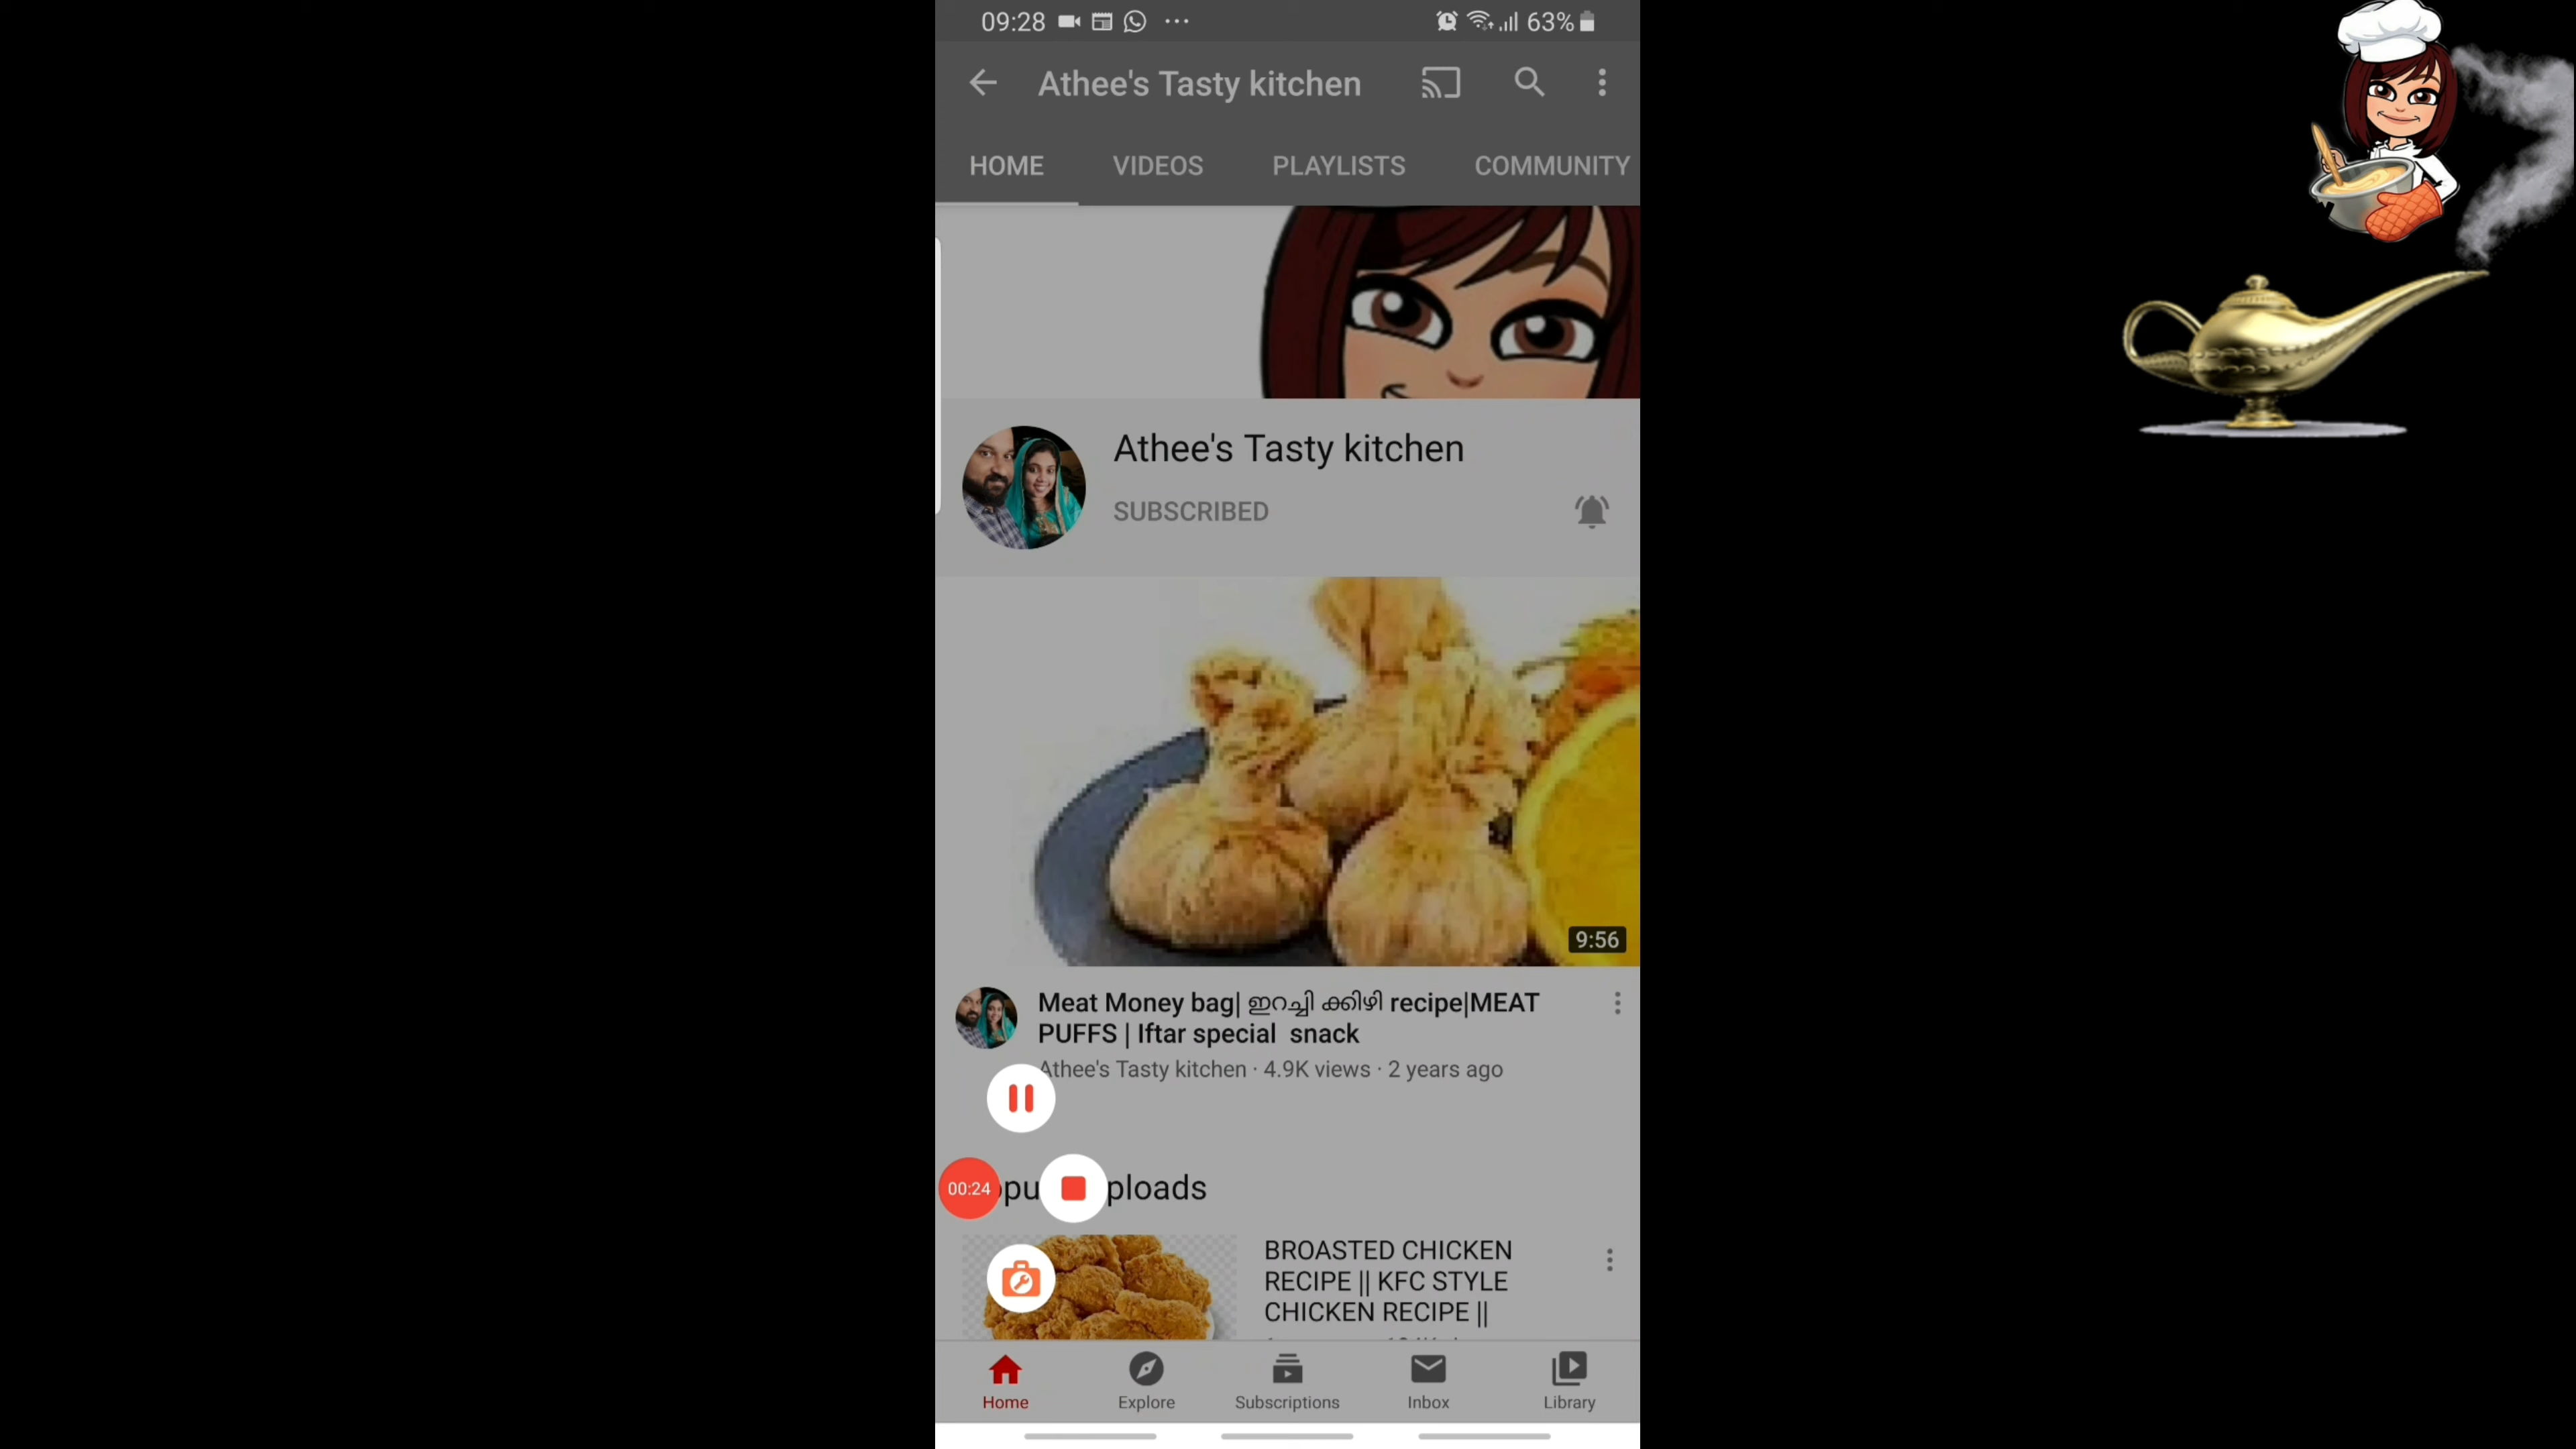 09:28
63%
Athee's Tasty kitchen
HOME VIDEOS PLAYLISTS COMMUNITY
Athee's Tasty kitchen
SUBSCRIBED
9:56
Meat Money bag| ഇറച്ചി ക്കിഴി recipe|MEAT
PUFFS | Iftar special snack
Athee's Tasty kitchen · 4.9K views · 2 years ago
00:24
BROASTED CHICKEN
RECIPE || KFC STYLE
CHICKEN RECIPE ||
Home Explore Subscriptions Inbox Library